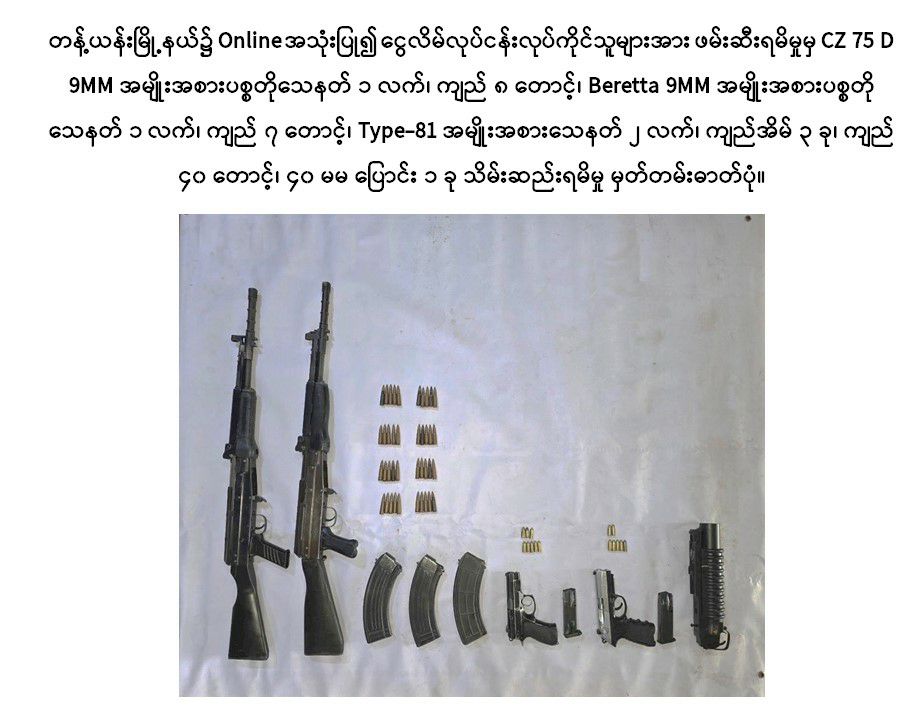 တန့်ယန်းမြို့နယ်၌ Onlineအသုံးပြု၍ ငွေလိမ်လုပ်ငန်းလုပ်ကိုင်သူများအား ဖမ်းဆီးရမိမှုမှ CZ 75 D
9MM အမျိုးအစားပစ္စတိုသေနတ် ၁ လက်၊ ကျည် ၈ တောင့်၊ Beretta 9MM အမျိုးအစားပစ္စတို
သေနတ် ၁ လက်၊ ကျည် ၇ တောင့်၊ Type-81 အမျိုးအစားသေနတ် ၂ လက်၊ ကျည်အိမ် ၃ ခု၊ ကျည်
၄၀ တောင့်၊ ၄၀ မမ ပြောင်း ၁ ခု သိမ်းဆည်းရမိမှု မှတ်တမ်းဓာတ်ပုံ။